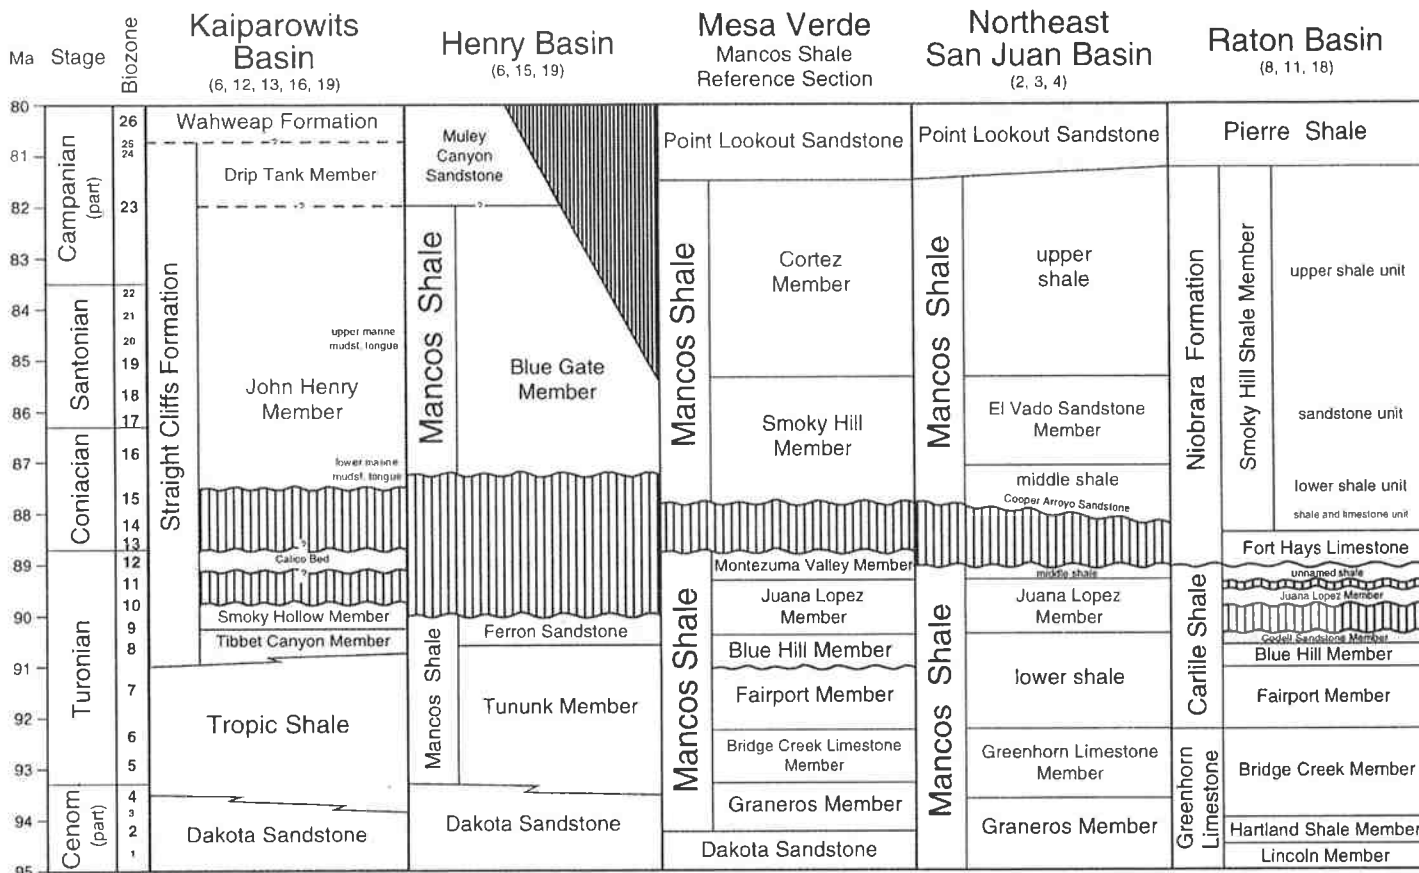 Ma
Stage
Biozone
Kaiparowits
Basin
(6, 12, 13, 16, 19)
Henry Basin
(6, 15, 19)
Mesa Verde
Mancos Shale
Reference Section
Northeast
San Juan Basin
(2, 3, 4)
Raton Basin
(8, 11, 18)
80
81
82
83
84
85
86
87
88
89
90
91
92
93
94
95
Campanian
(part)
Santonian
Coniacian
Turonian
Cenom.
(part)
26
25
24
23
22
21
20
19
18
17
16
15
14
13
12
11
10
9
8
7
6
5
4
3
2
1
Wahweap Formation
?
Straight Cliffs Formation
Drip Tank Member
?
upper marine
mudst. tongue
John Henry
Member
lower marine
mudst. tongue
?
Calico Bed
?
Smoky Hollow Member
Tibbet Canyon Member
Tropic Shale
Dakota Sandstone
Muley
Canyon
Sandstone
?
Mancos Shale
Blue Gate
Member
Ferron Sandstone
Mancos Shale
Tununk Member
Dakota Sandstone
Point Lookout Sandstone
Mancos Shale
Cortez
Member
Smoky Hill
Member
Montezuma Valley Member
Mancos Shale
Juana Lopez
Member
Blue Hill Member
Fairport Member
Bridge Creek Limestone
Member
Graneros Member
Dakota Sandstone
Point Lookout Sandstone
Mancos Shale
upper
shale
El Vado Sandstone
Member
middle shale
Cooper Arroyo Sandstone
middle shale
Mancos Shale
Juana Lopez
Member
lower shale
Greenhorn Limestone
Member
Graneros Member
Pierre Shale
Niobrara Formation
Smoky Hill Shale Member
upper shale unit
sandstone unit
lower shale unit
shale and limestone unit
Fort Hays Limestone
Carlile Shale
unnamed shale
Juana Lopez Member
Codell Sandstone Member
Blue Hill Member
Fairport Member
Greenhorn
Limestone
Bridge Creek Member
Hartland Shale Member
Lincoln Member